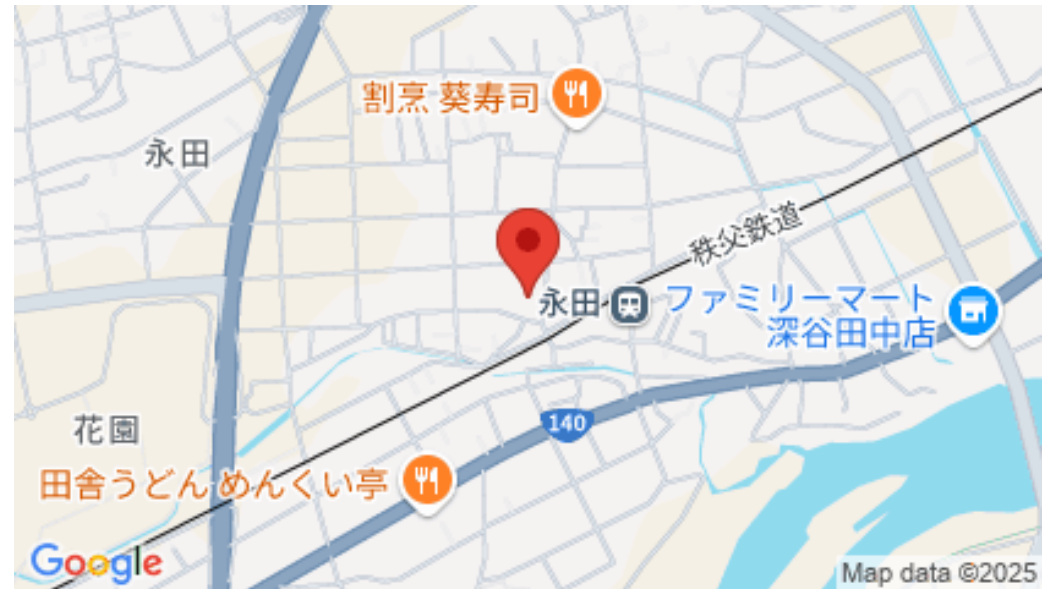 割烹 葵寿司
永田
秩父鉄道
永田
ファミリーマート
深谷田中店
花園
140
田舎うどん めんくい亭
Google
Map data ©2025